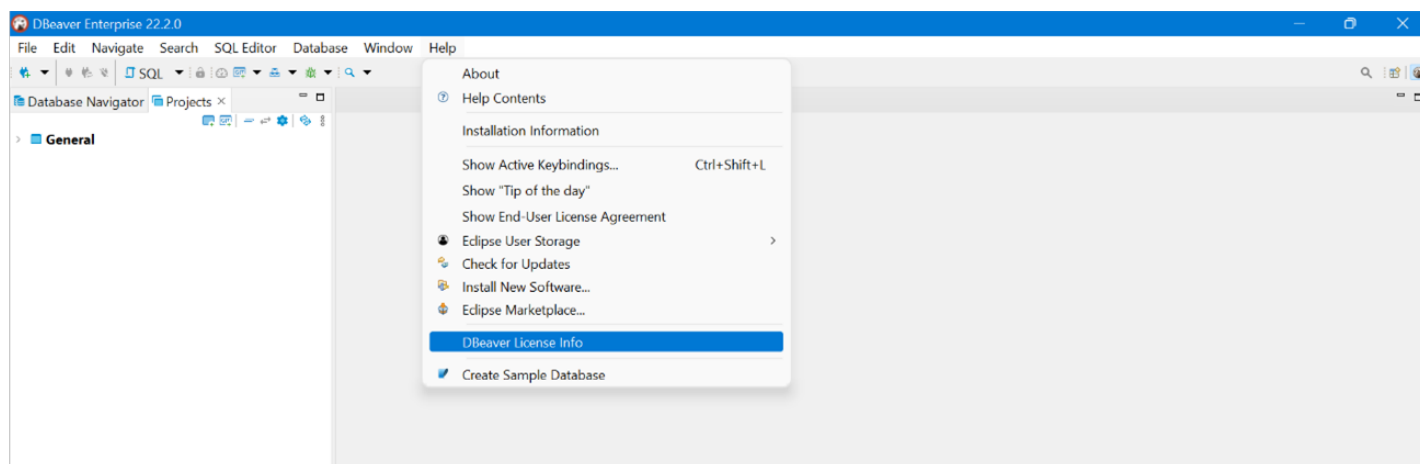 DBeaver Enterprise 22.2.0
File Edit Navigate Search SQL Editor Database Window Help
SQL
Database Navigator Projects
General
About
Help Contents
Installation Information
Show Active Keybindings... Ctrl+Shift+L
Show "Tip of the day"
Show End-User License Agreement
Eclipse User Storage
Check for Updates
Install New Software...
Eclipse Marketplace...
DBeaver License Info
Create Sample Database